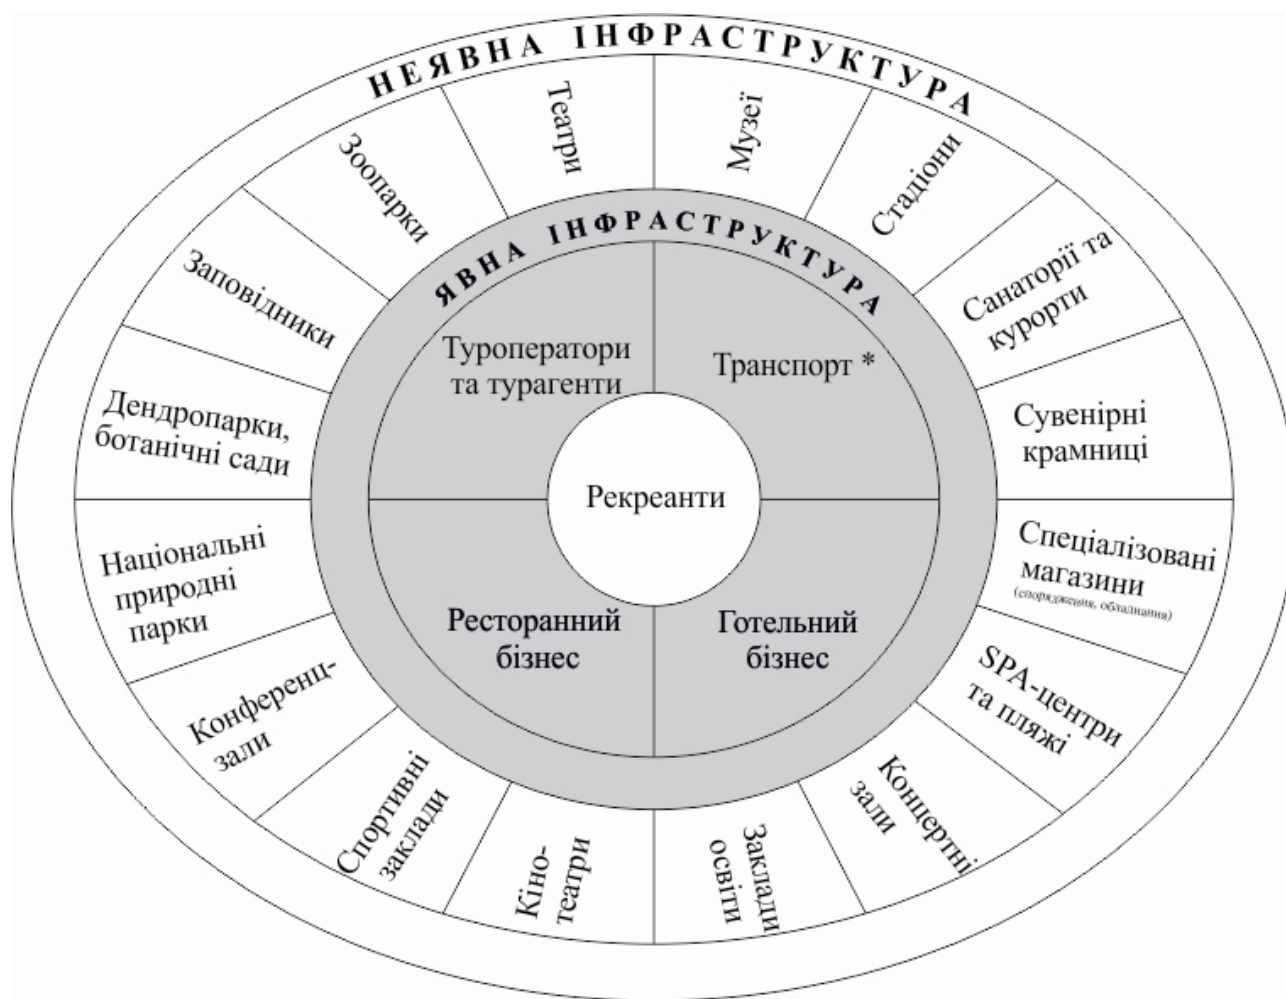 НЕЯВНА ІНФРАСТРУКТУРА
Театри
Музеї
Стадіони
Санаторії та
курорти
Сувенірні
крамниці
Спеціалізовані
магазини
(спорядження, обладнання)
SPA-центри
та пляжі
Концертні
зали
Заклади
освіти
Кіно-
театри
Спортивні
заклади
Конференц-
зали
Національні
природні
парки
Дендропарки,
ботанічні сади
Заповідники
Зоопарки
ЯВНА ІНФРАСТРУКТУРА
Туроператори
та турагенти
Транспорт *
Рекреанти
Ресторанний
бізнес
Готельний
бізнес